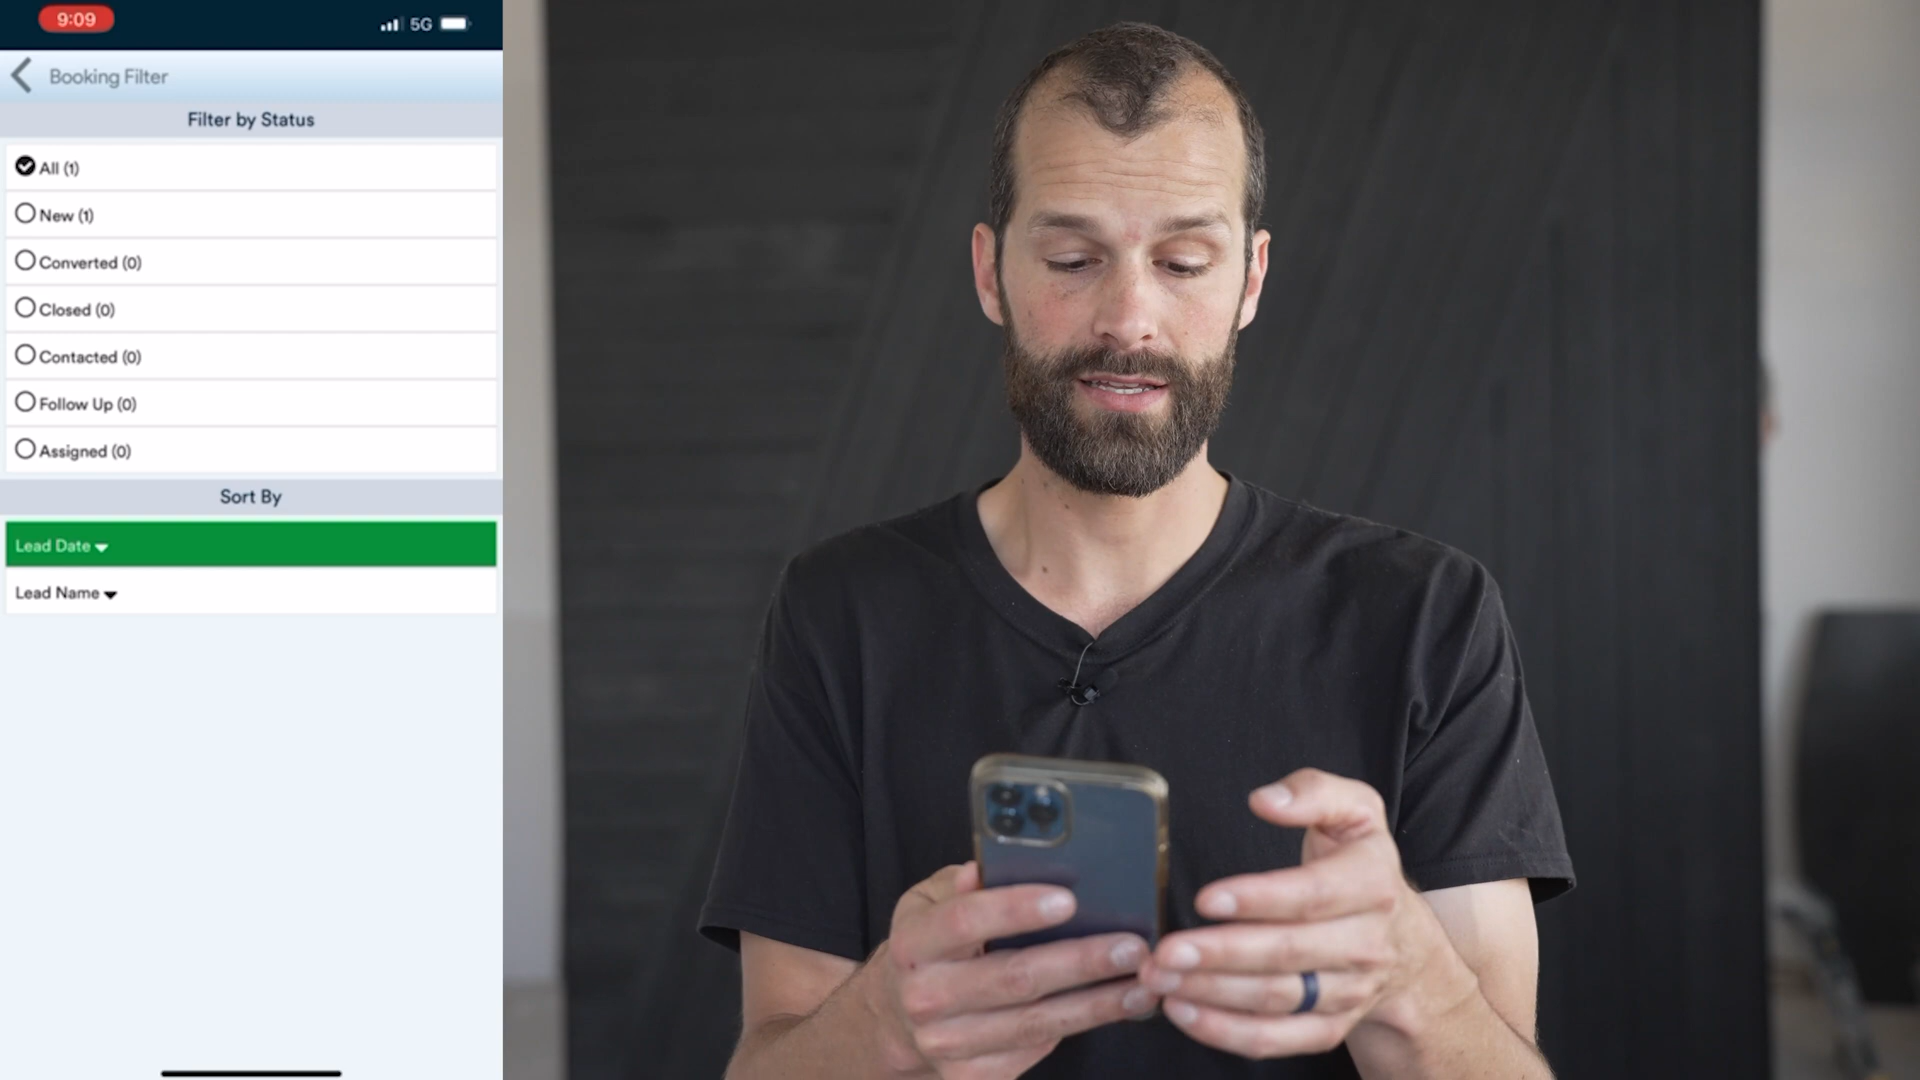 9:09
5G
Booking Filter
Filter by Status
All (1)
New (1)
Converted (0)
Closed (0)
Contacted (0)
Follow Up (0)
Assigned (0)
Sort By
Lead Date
Lead Name